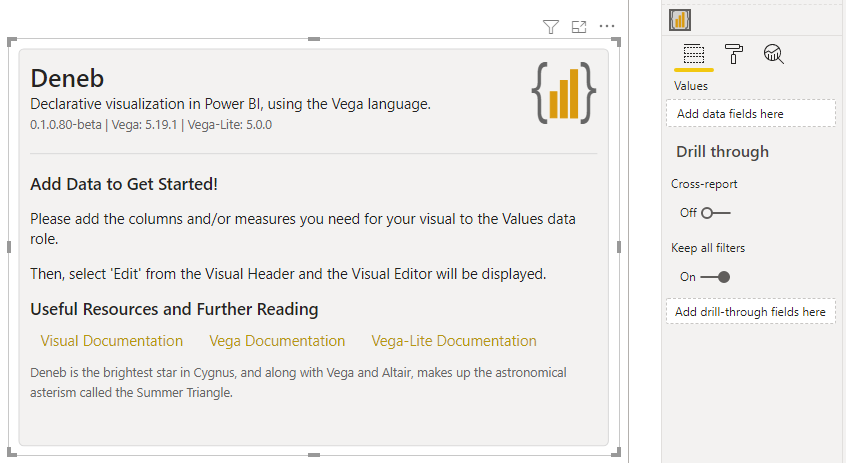 Deneb
Declarative visualization in Power BI, using the Vega language.
0.1.0.80-beta | Vega: 5.19.1 | Vega-Lite: 5.0.0
Add Data to Get Started!
Please add the columns and/or measures you need for your visual to the Values data
role.
Then, select 'Edit' from the Visual Header and the Visual Editor will be displayed.
Useful Resources and Further Reading
Visual Documentation Vega Documentation Vega-Lite Documentation
Deneb is the brightest star in Cygnus, and along with Vega and Altair, makes up the astronomical
asterism called the Summer Triangle.
Values
Add data fields here
Drill through
Cross-report
Off
Keep all filters
On
Add drill-through fields here